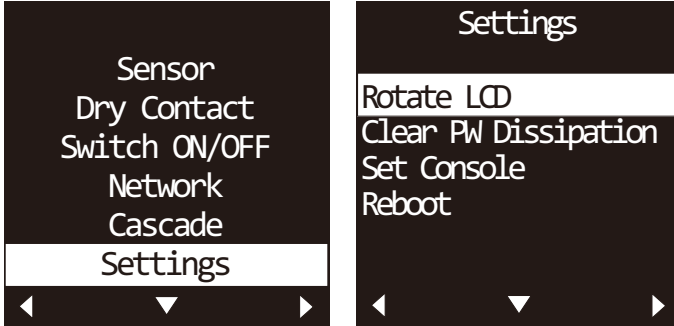 Sensor
Dry Contact
Switch ON/OFF
Network
Cascade
Settings
Settings
Rotate LCD
Clear PW Dissipation
Set Console
Reboot